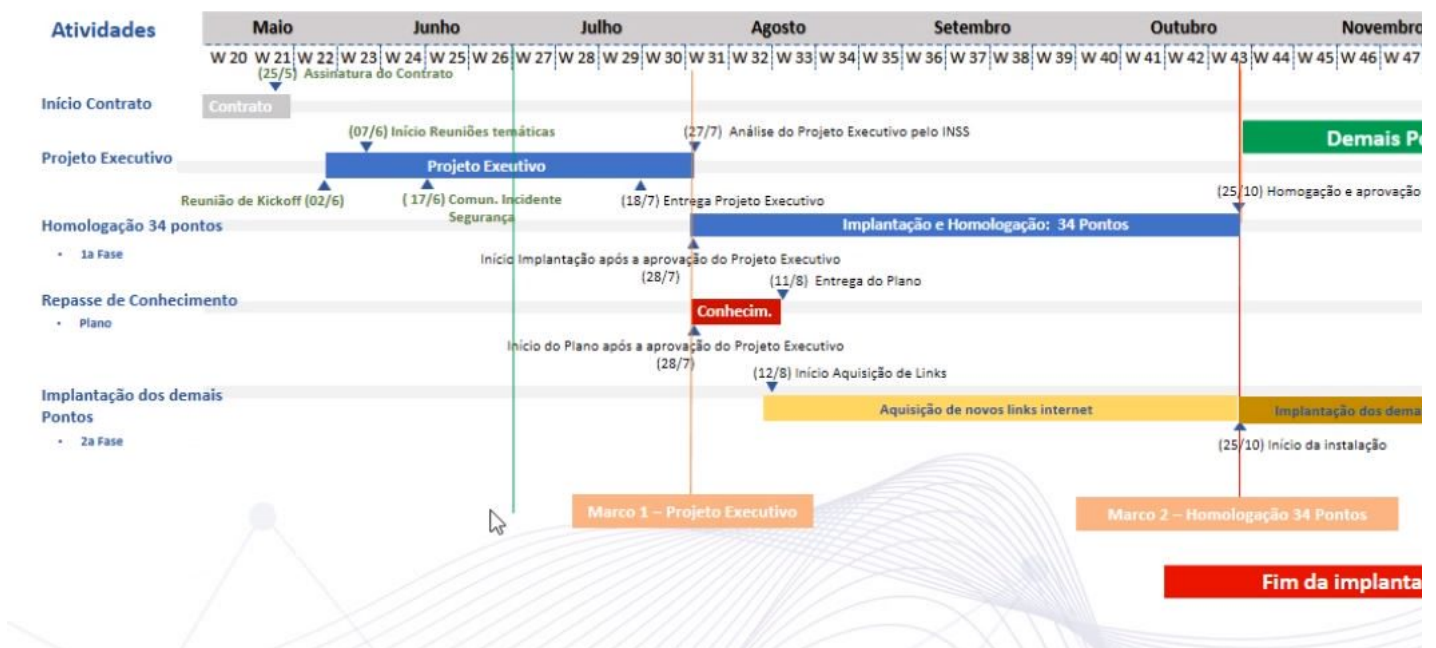 Atividades
Maio Junho Julho Agosto Setembro Outubro Novembro
W 20 W 21 W 22 W 23 W 24 W 25 W 26 W 27 W 28 W 29 W 30 W 31 W 32 W 33 W 34 W 35 W 36 W 37 W 38 W 39 W 40 W 41 W 42 W 43 W 44 W 45 W 46 W 47
(25/5) Assinatura do Contrato
Início Contrato
Contrato
(07/6) Início Reuniões temáticas
(27/7) Análise do Projeto Executivo pelo INSS
Demais P
Projeto Executivo
Projeto Exeutivo
Reunião de Kickoff (02/6)
( 17/6) Comun. Incidente
Segurança
(18/7) Entrega Projeto Executivo
(25/10) Homogação e aprovação
Homologação 34 pontos
Implantação e Homologação: 34 Pontos
• 1a Fase
Início Implantação após a aprovação do Projeto Executivo
(28/7)
(11/8) Entrega do Plano
Repasse de Conhecimento
Conhecim.
• Plano
Início do Plano após a aprovação do Projeto Executivo
(28/7)
(12/8) Início Aquisição de Links
Implantação dos demais
Pontos
Aquisição de novos links internet
Implantação dos dema
• 2a Fase
(25/10) Início da instalação
Marco 1 – Projeto Executivo
Marco 2 – Homologação 34 Pontos
Fim da implanta